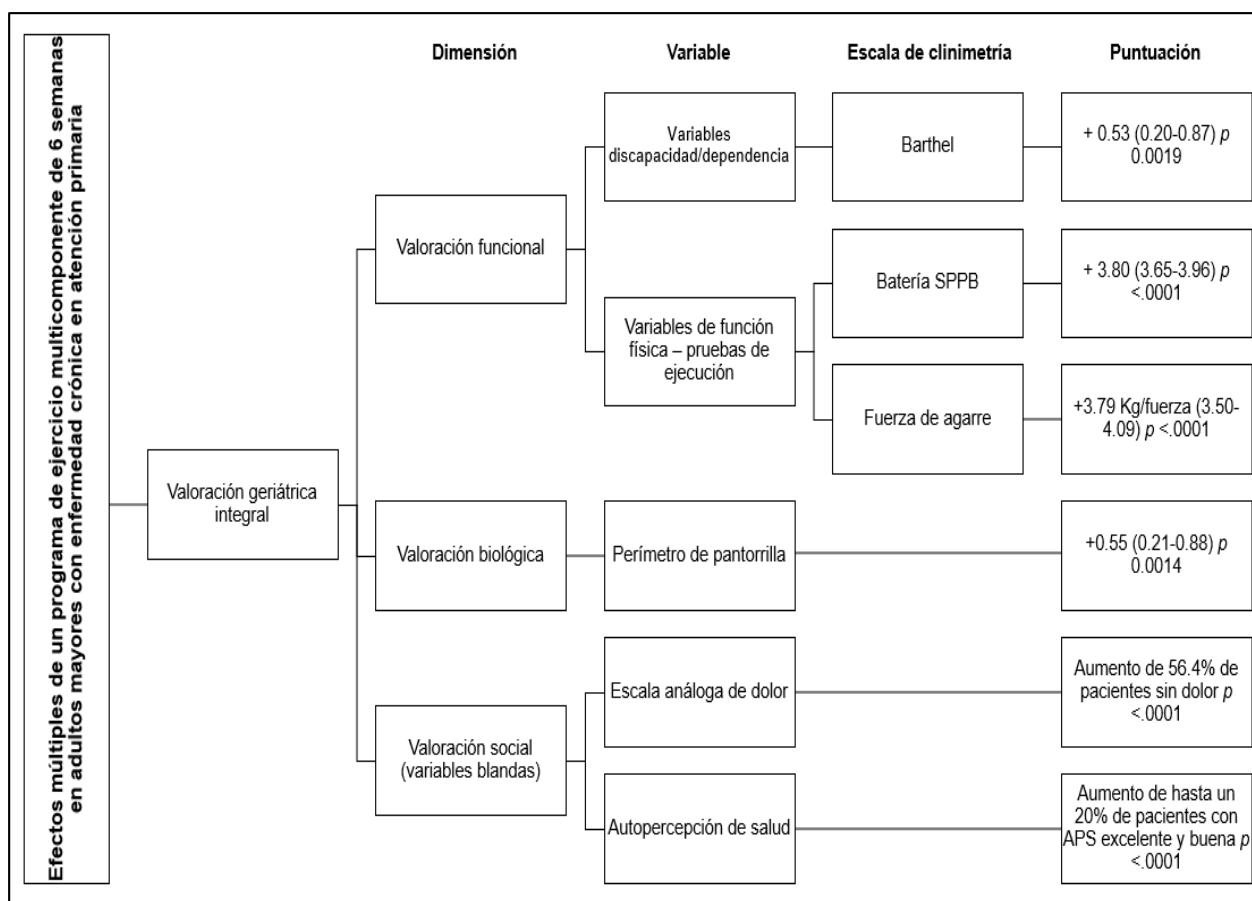 Efectos múltiples de un programa de ejercicio multicomponente de 6 semanas
en adultos mayores con enfermedad crónica en atención primaria
Dimensión
Variable
Escala de clinimetría
Puntuación
Valoración geriátrica
integral
Valoración funcional
Variables
discapacidad/dependencia
Barthel
+ 0.53 (0.20-0.87) p
0.0019
Variables de función
física – pruebas de
ejecución
Batería SPPB
+ 3.80 (3.65-3.96) p
<.0001
Fuerza de agarre
+3.79 Kg/fuerza (3.50-
4.09) p <.0001
Valoración biológica
Perímetro de pantorrilla
+0.55 (0.21-0.88) p
0.0014
Valoración social
(variables blandas)
Escala análoga de dolor
Aumento de 56.4% de
pacientes sin dolor p
<.0001
Autopercepción de salud
Aumento de hasta un
20% de pacientes con
APS excelente y buena p
<.0001